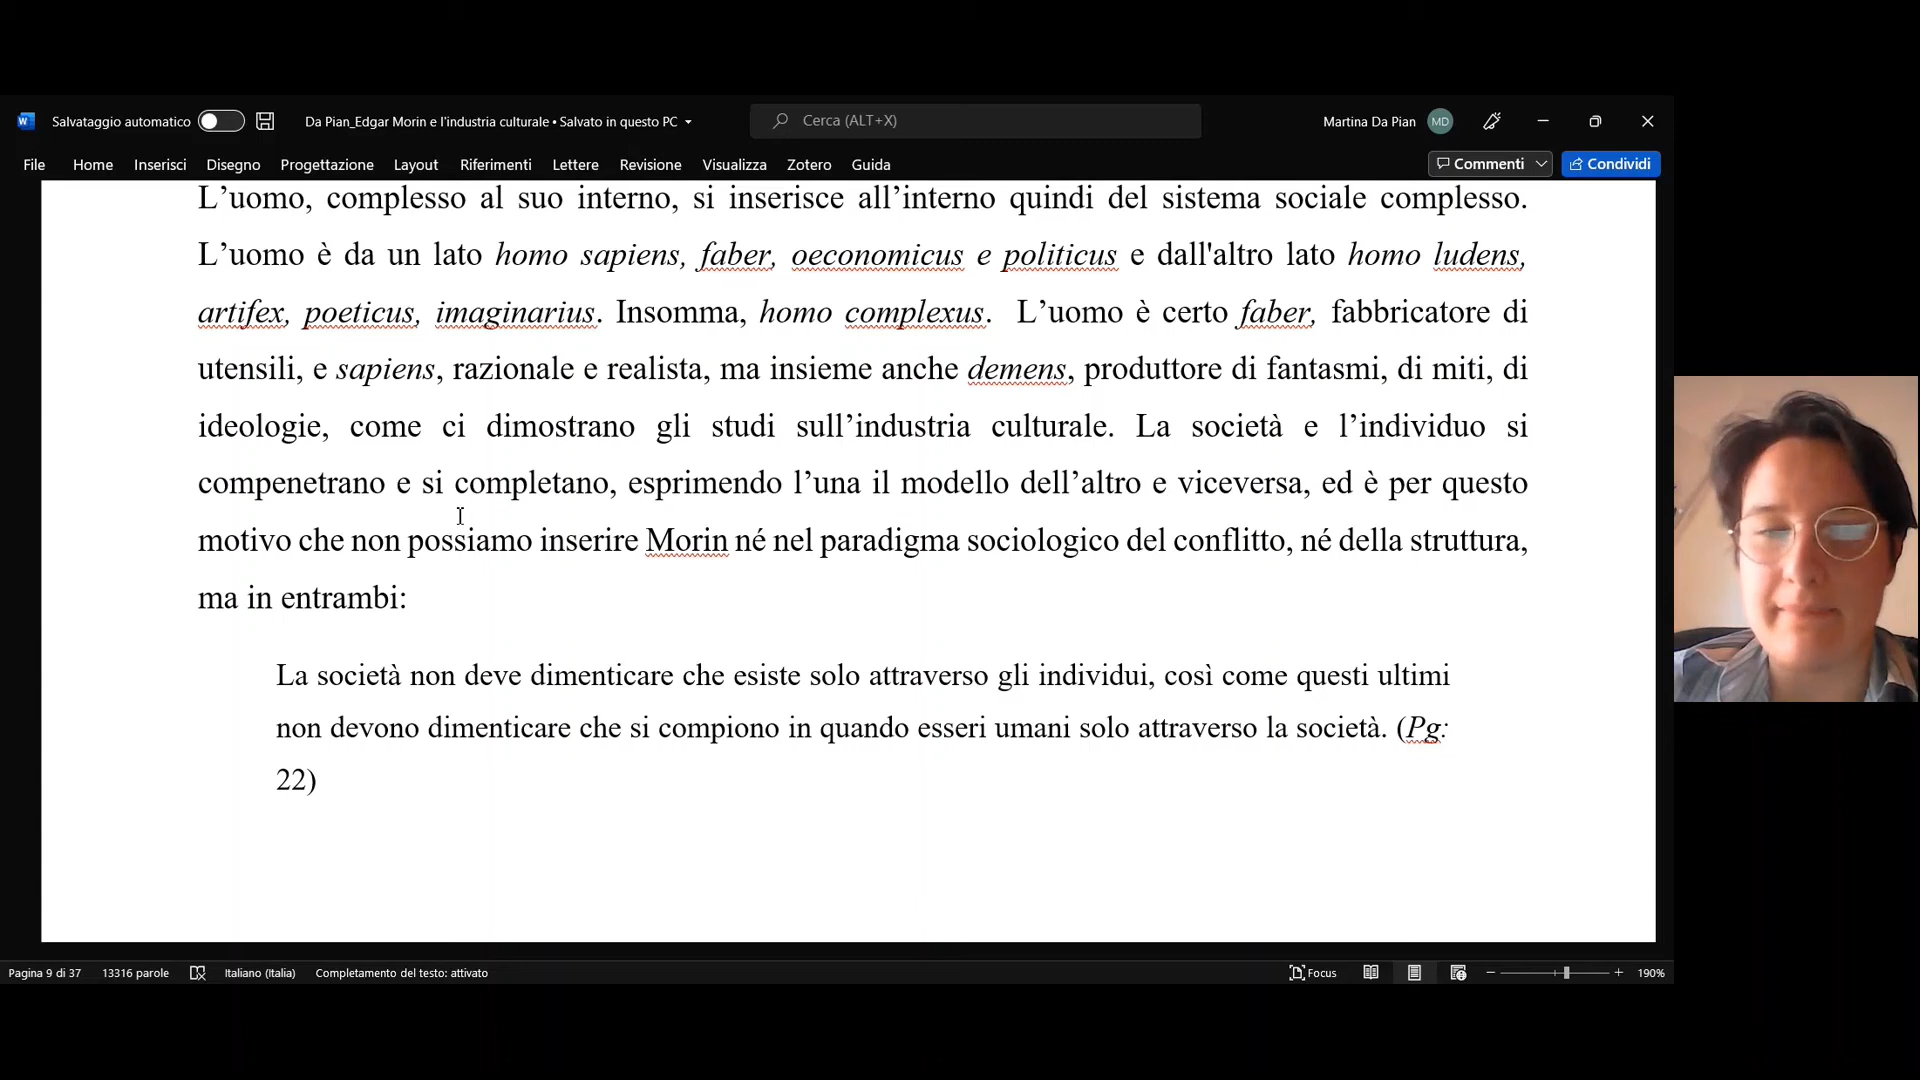 Salvataggio automatico
Da Pian_Edgar Morin e l'industria culturale • Salvato in questo PC
Cerca (ALT+X)
Martina Da Pian
MD
File Home Inserisci Disegno Progettazione Layout Riferimenti Lettere Revisione Visualizza Zotero Guida
Commenti
Condividi
L’uomo, complesso al suo interno, si inserisce all’interno quindi del sistema sociale complesso.
L’uomo è da un lato homo sapiens, faber, oeconomicus e politicus e dall'altro lato homo ludens,
artifex, poeticus, imaginarius. Insomma, homo complexus. L’uomo è certo faber, fabbricatore di
utensili, e sapiens, razionale e realista, ma insieme anche demens, produttore di fantasmi, di miti, di
ideologie, come ci dimostrano gli studi sull’industria culturale. La società e l’individuo si
compenetrano e si completano, esprimendo l’una il modello dell’altro e viceversa, ed è per questo
motivo che non possiamo inserire Morin né nel paradigma sociologico del conflitto, né della struttura,
ma in entrambi:
La società non deve dimenticare che esiste solo attraverso gli individui, così come questi ultimi
non devono dimenticare che si compiono in quando esseri umani solo attraverso la società. (Pg:
22)
Pagina 9 di 37 13316 parole Italiano (Italia) Completamento del testo: attivato
Focus
190%